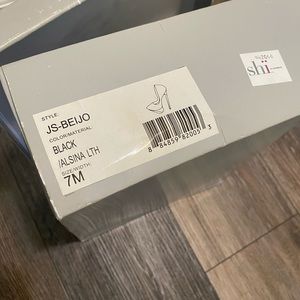 STYLE:
JS-BEIJO
COLOR/MATERIAL
BLACK
/ALSINA LTH
SIZE/WIDTH:
7M
shi